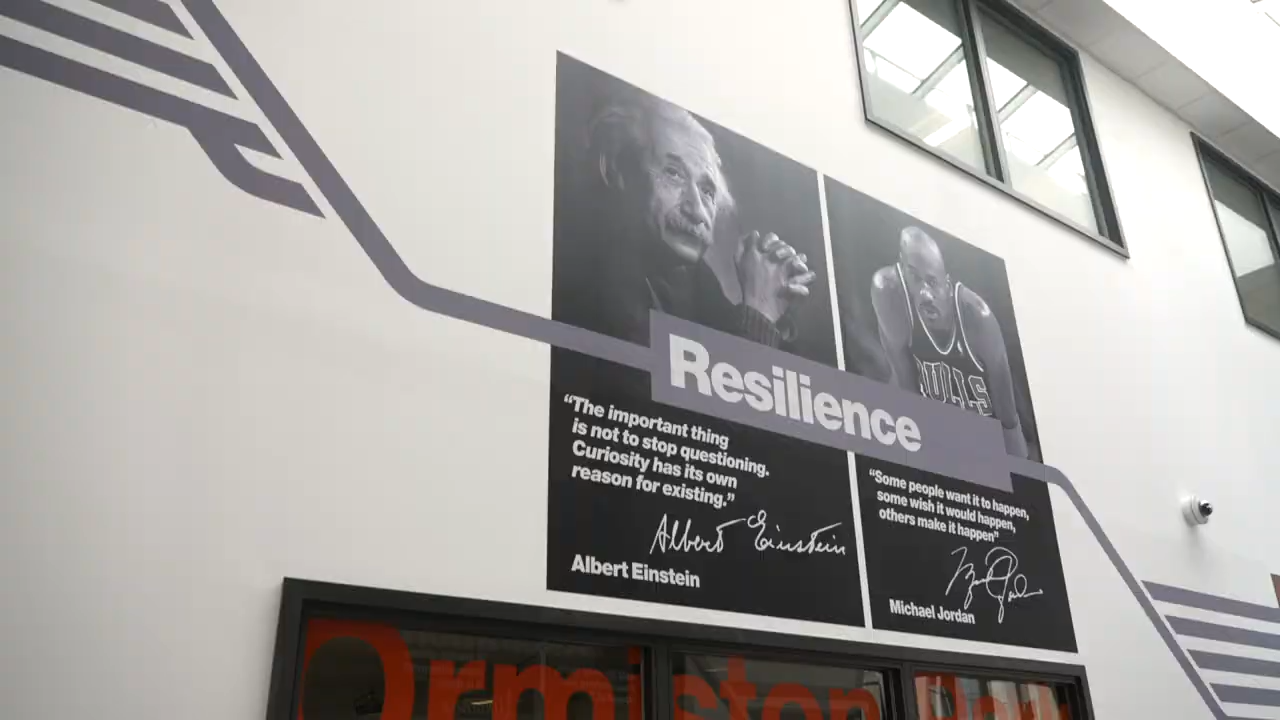 Resilience
“The important thing
is not to stop questioning.
Curiosity has its own
reason for existing.”
Albert Einstein
Albert Einstein
BULLS
“Some people want it to happen,
some wish it would happen,
others make it happen”
Michael Jordan
Ormiston